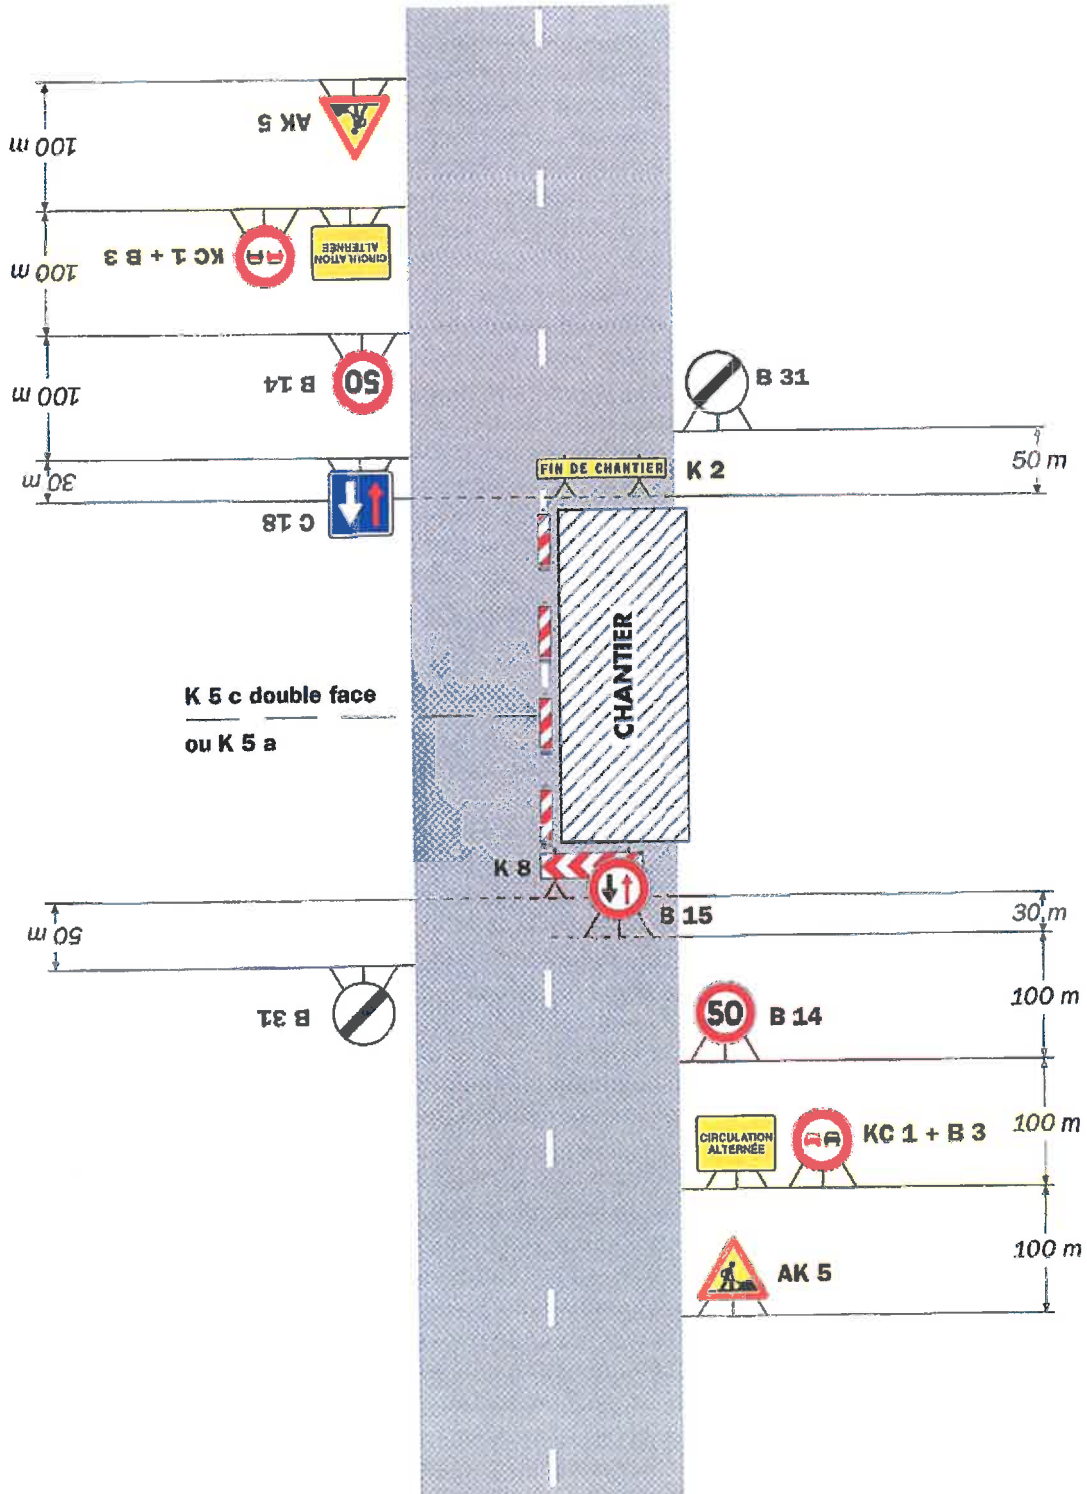 100 m
AK 5
100 m
KC 1 + B 3
CIRCULATION
ALTERNÉE
100 m
B 14
50
B 31
30 m
C 18
FIN DE CHANTIER
K 2
50 m
CHANTIER
K 5 c double face
ou K 5 a
K 8
B 15
30 m
50 m
B 31
50
B 14
100 m
CIRCULATION
ALTERNÉE
KC 1 + B 3
100 m
AK 5
100 m